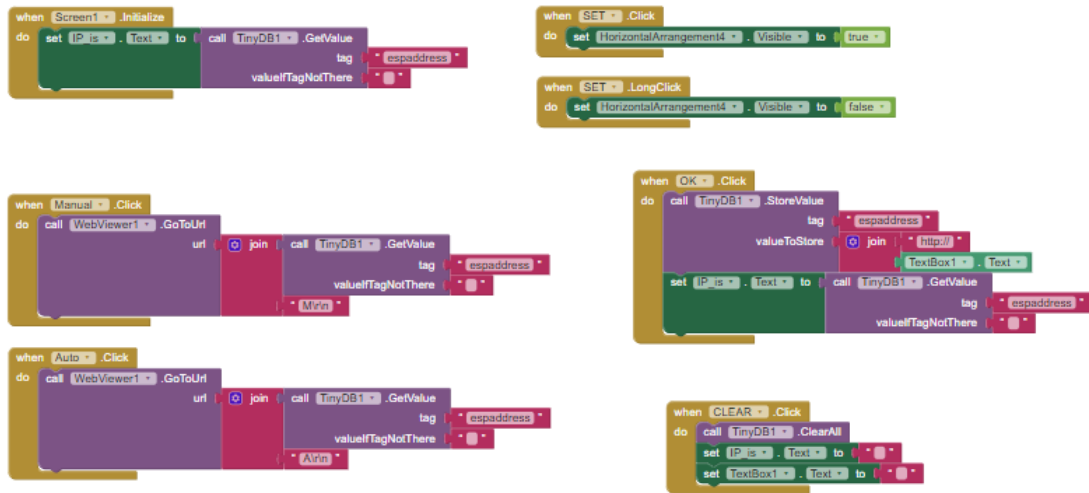 when Screen1 .Initialize
do set IP_is . Text to call TinyDB1 .GetValue
tag " espaddress "
valueIfTagNotThere " "
when SET .Click
do set HorizontalArrangement4 . Visible to true
when SET .LongClick
do set HorizontalArrangement4 . Visible to false
when Manual .Click
do call WebViewer1 .GoToUrl
url join call TinyDB1 .GetValue
tag " espaddress "
valueIfTagNotThere " "
" M\r\n "
when OK .Click
do call TinyDB1 .StoreValue
tag " espaddress "
valueToStore join " http:// "
TextBox1 . Text
set IP_is . Text to call TinyDB1 .GetValue
tag " espaddress "
valueIfTagNotThere " "
when Auto .Click
do call WebViewer1 .GoToUrl
url join call TinyDB1 .GetValue
tag " espaddress "
valueIfTagNotThere " "
" A\r\n "
when CLEAR .Click
do call TinyDB1 .ClearAll
set IP_is . Text to " "
set TextBox1 . Text to " "